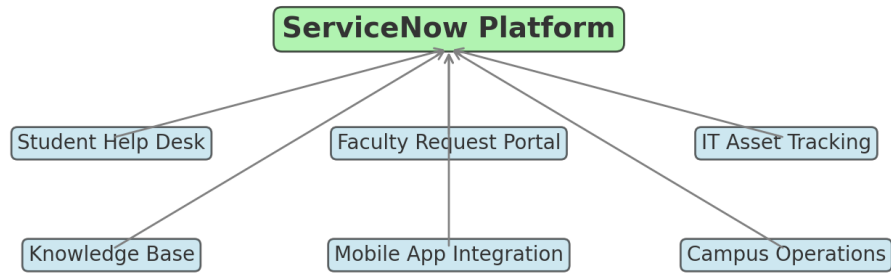 ServiceNow Platform
Student Help Desk
Faculty Request Portal
IT Asset Tracking
Knowledge Base
Mobile App Integration
Campus Operations